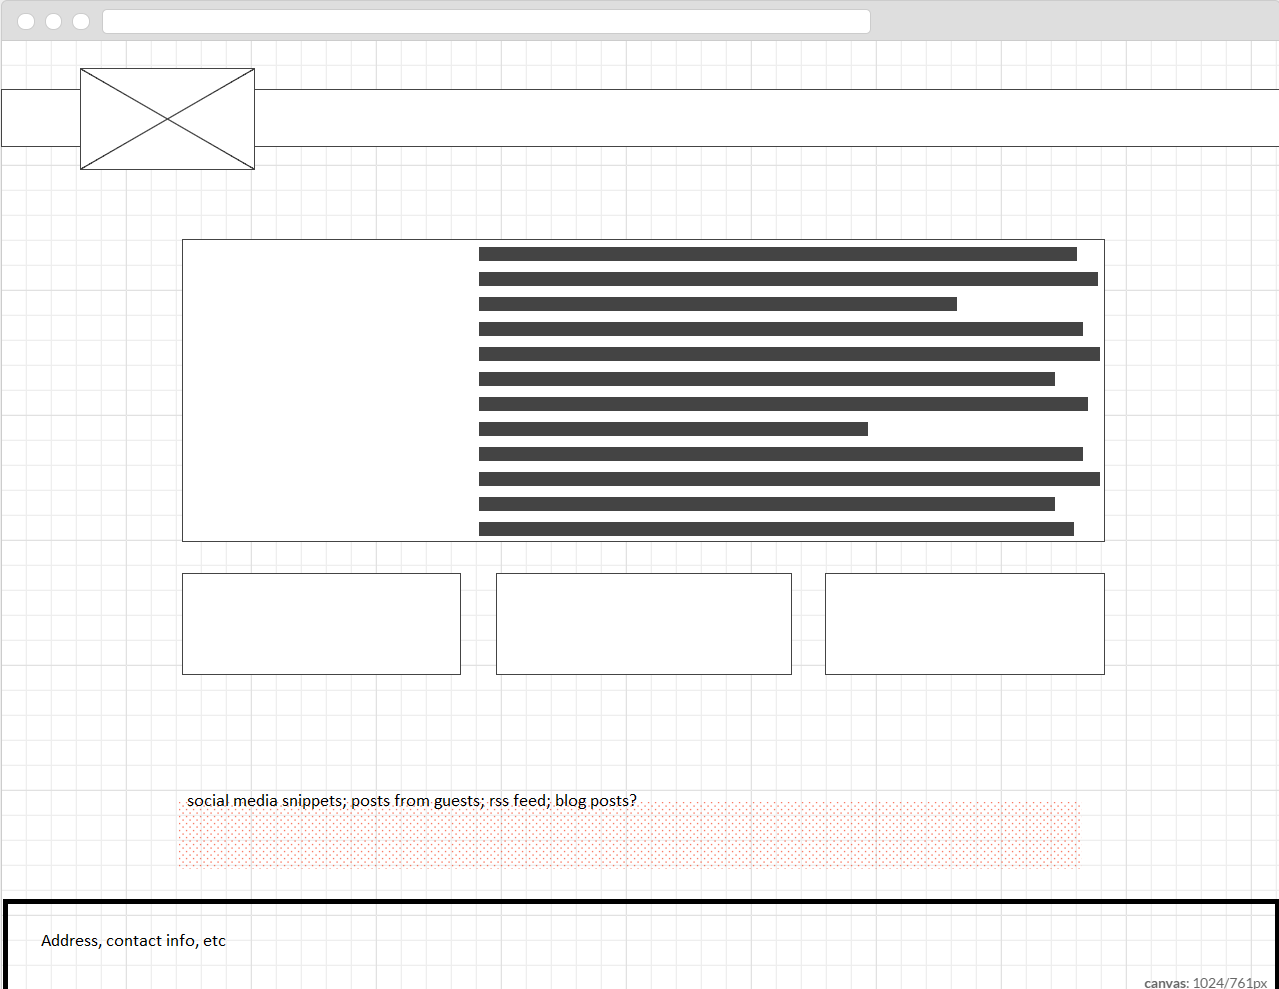 social media snippets; posts from guests; rss feed; blog posts?
Address, contact info, etc
canvas: 1024/761px